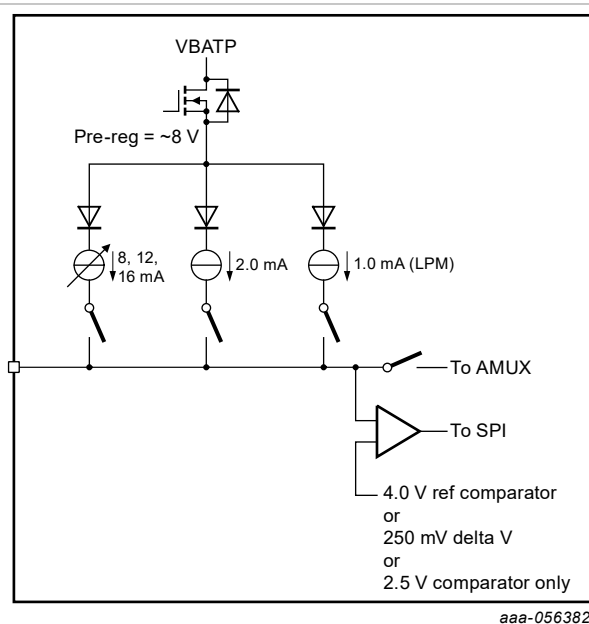 VBATP
Pre-reg = ~8 V
8, 12,
16 mA
2.0 mA
1.0 mA (LPM)
To AMUX
To SPI
4.0 V ref comparator
or
250 mV delta V
or
2.5 V comparator only
aaa-056382